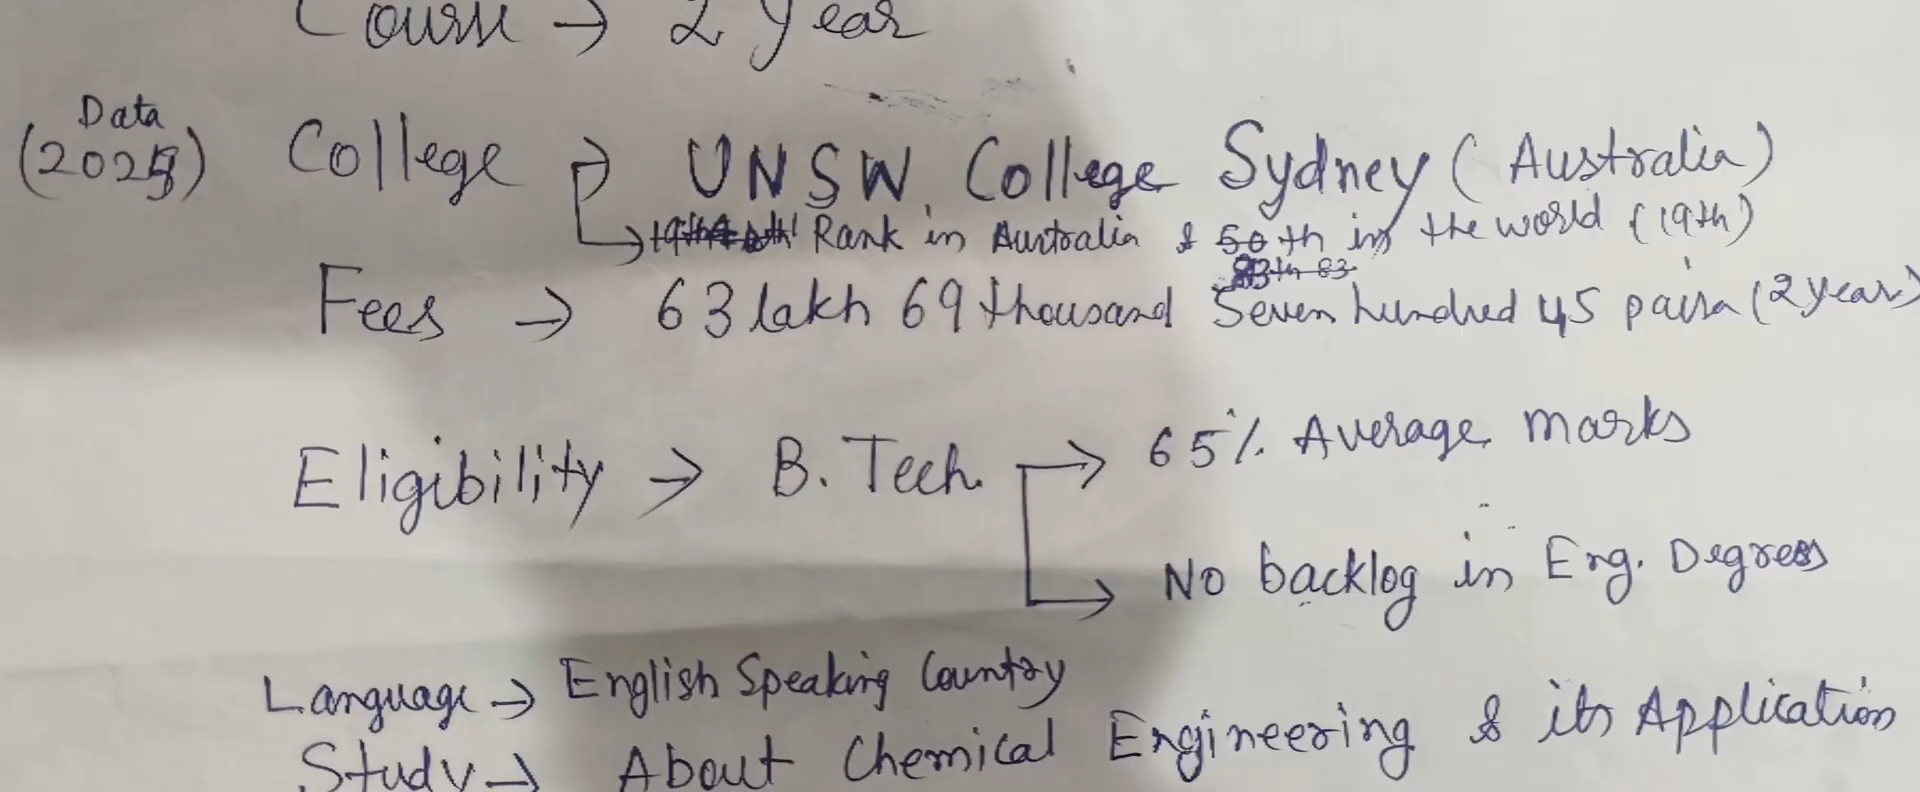 Course → 2 Year
Data
(2025) College → UNSW College Sydney (Australia)
→ Rank in Australia & th in the world (19th)
Fees → 63 lakh 69 thousand Seven hundred 45 paisa (2 year)
Eligibility → B. Tech. → 65% Average marks
→ No backlog in Eng. Degrees
Language → English Speaking Country
Study → About Chemical Engineering & its Application